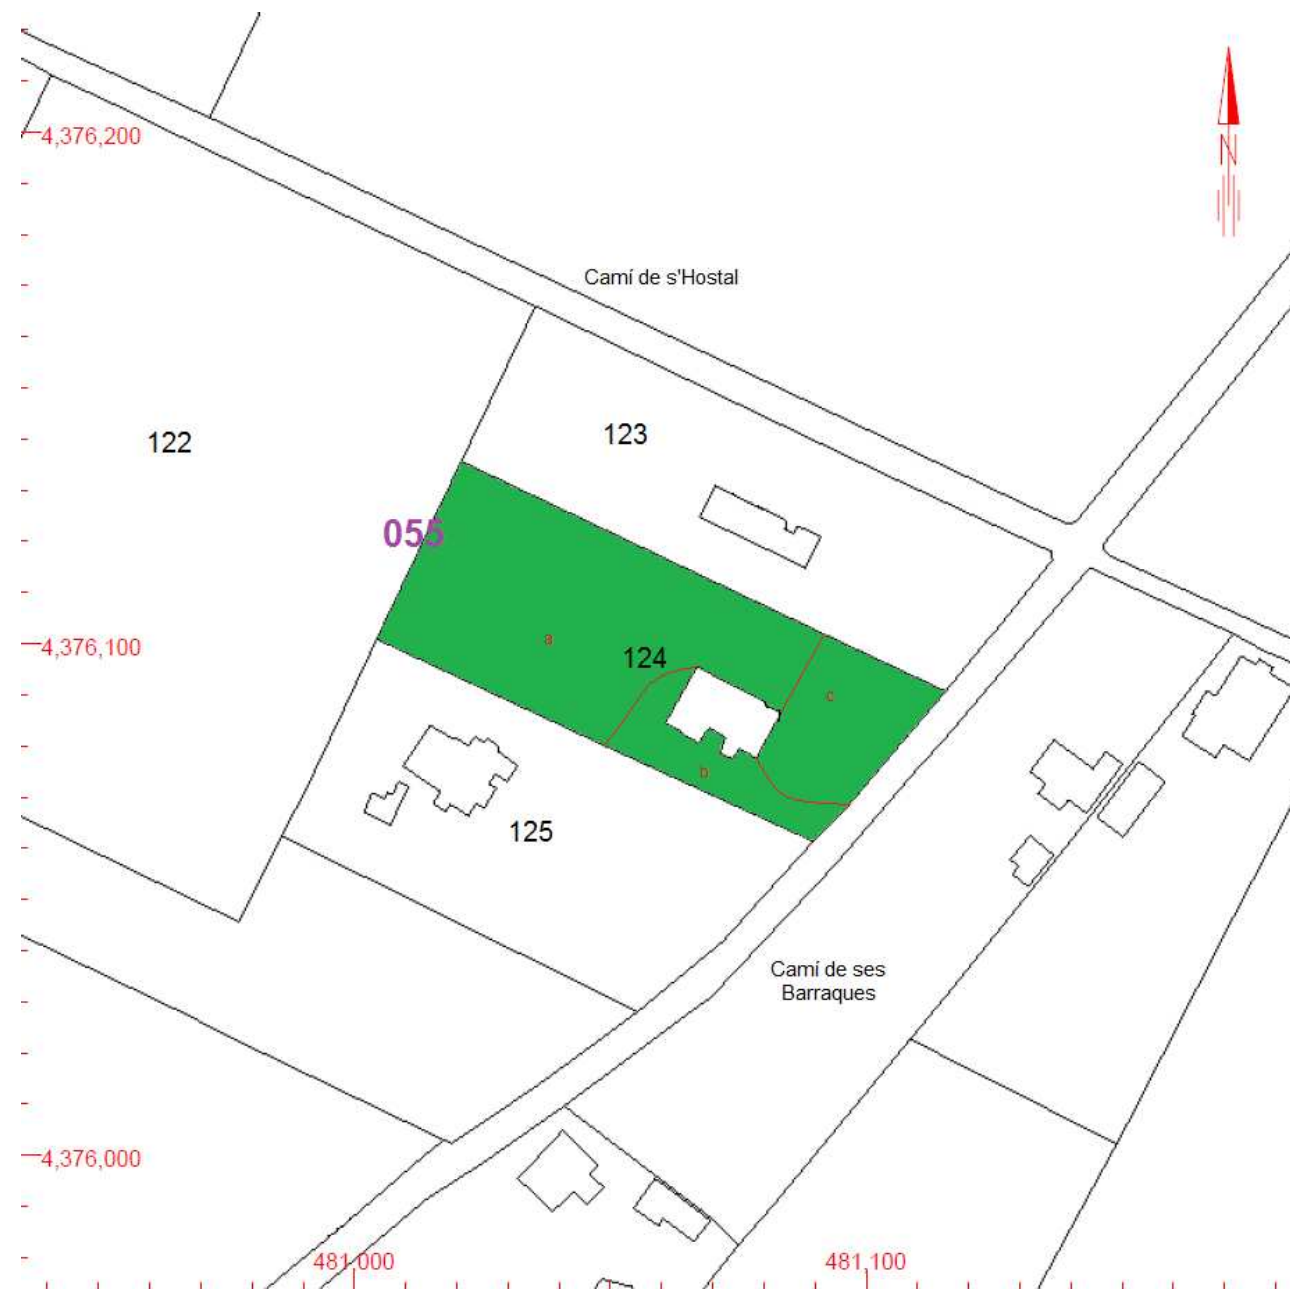 4,376,200
N
Camí de s'Hostal
122
123
055
4,376,100
a
124
c
b
125
Camí de ses
Barraques
4,376,000
481,000
481,100